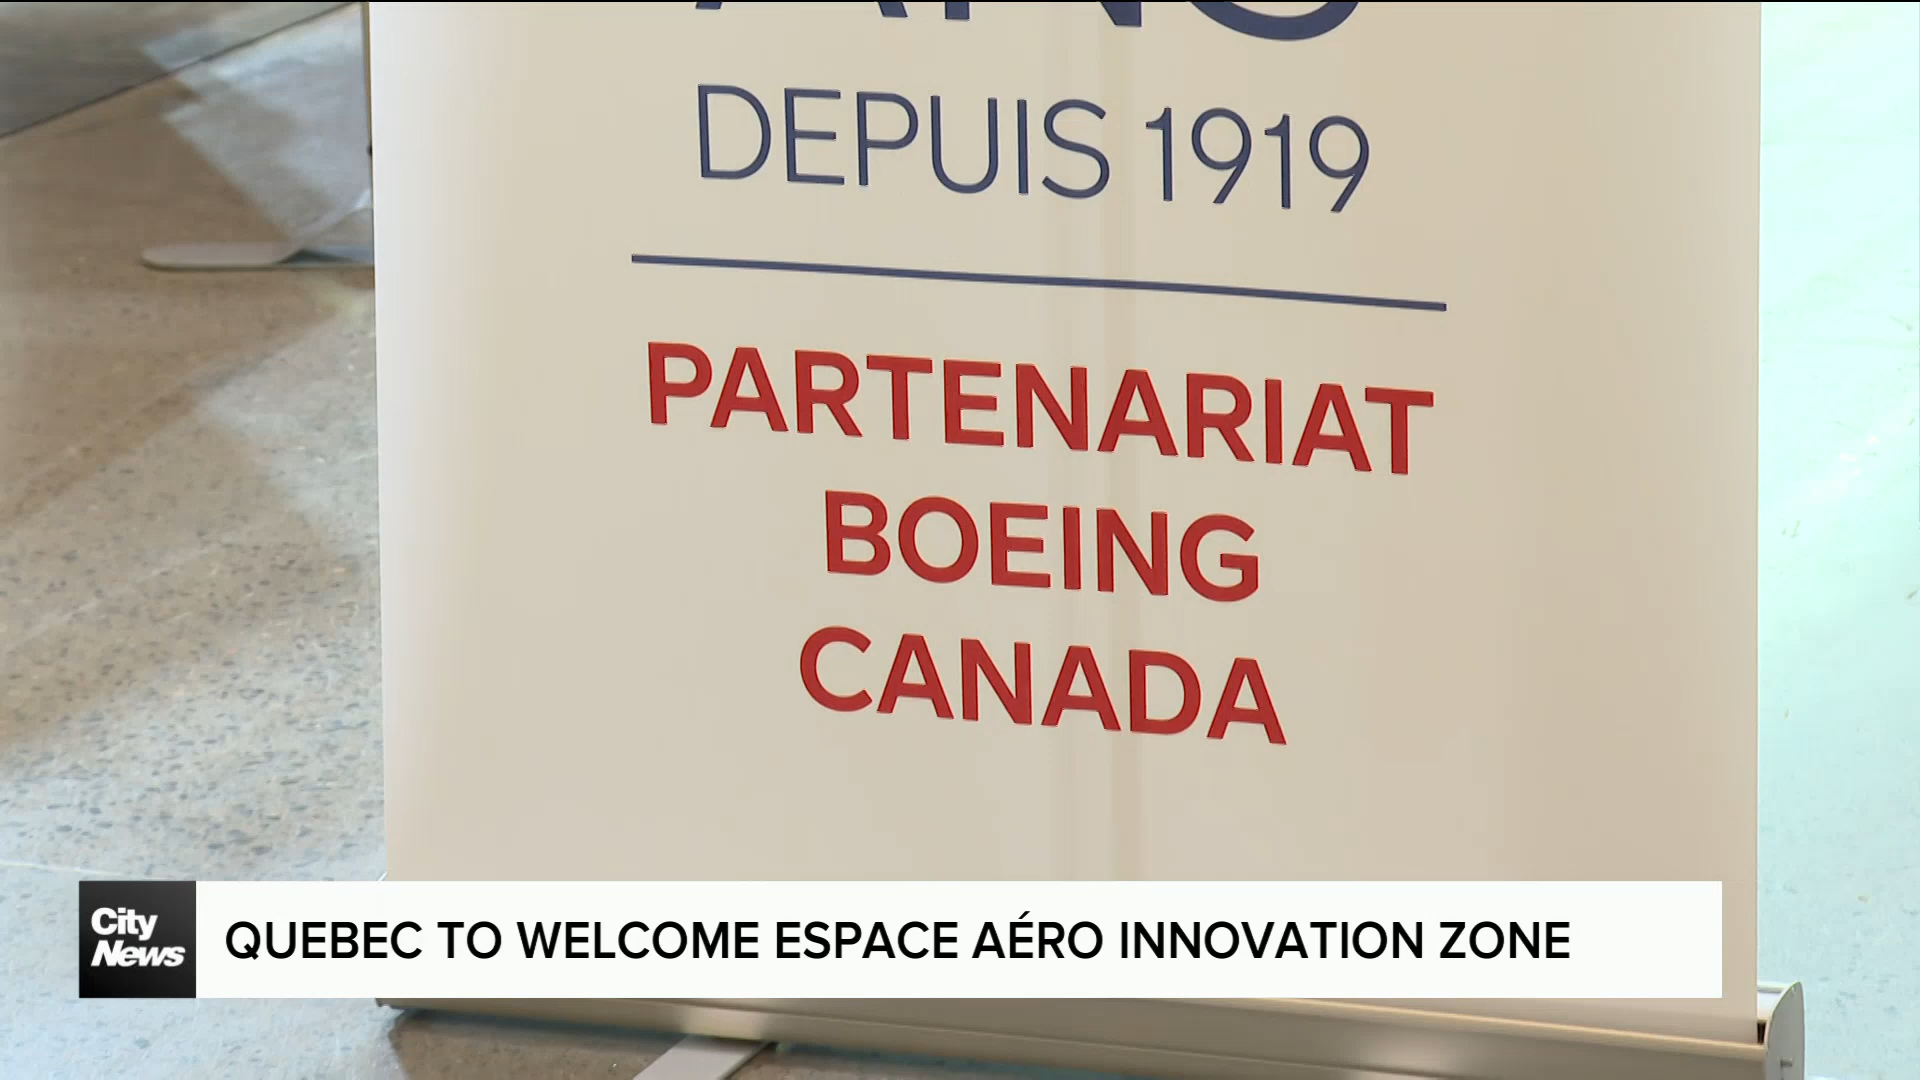 DEPUIS 1919
PARTENARIAT
BOEING
CANADA
City
News
QUEBEC TO WELCOME ESPACE AÉRO INNOVATION ZONE